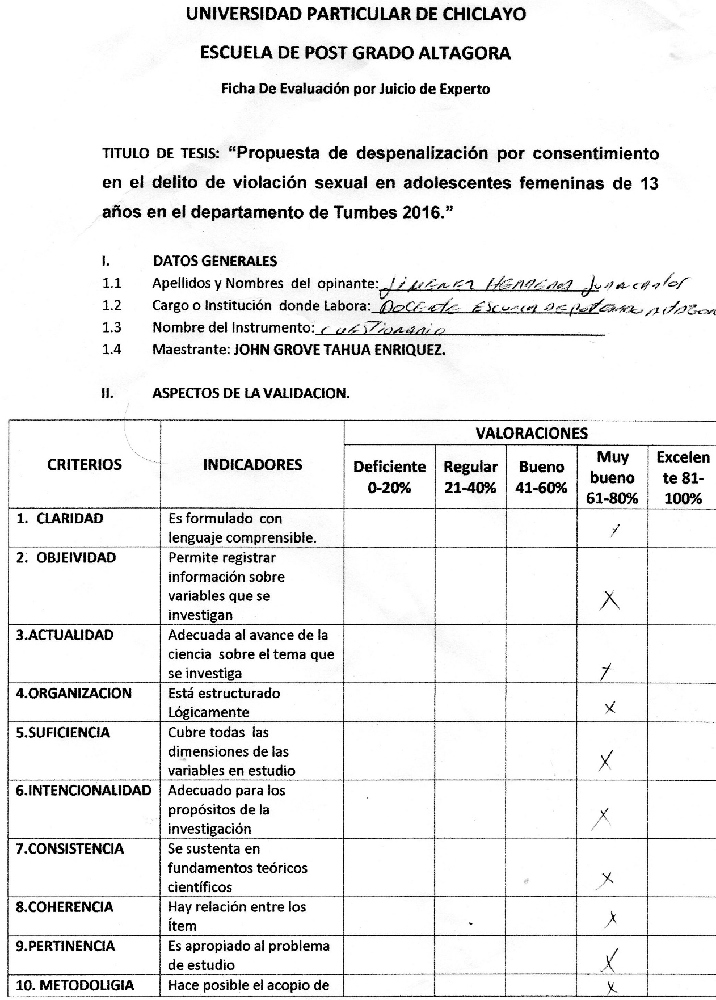 UNIVERSIDAD PARTICULAR DE CHICLAYO
ESCUELA DE POST GRADO ALTAGORA
Ficha De Evaluación por Juicio de Experto
TITULO DE TESIS: “Propuesta de despenalización por consentimiento
en el delito de violación sexual en adolescentes femeninas de 13
años en el departamento de Tumbes 2016.”
I. DATOS GENERALES
1.1 Apellidos y Nombres del opinante: Jimenez Herrera Juan Carlos
1.2 Cargo o Institución donde Labora: Docente Escuela de
1.3 Nombre del Instrumento: cuestionario
1.4 Maestrante: JOHN GROVE TAHUA ENRIQUEZ.
II. ASPECTOS DE LA VALIDACION.
CRITERIOS
INDICADORES
VALORACIONES
Deficiente
0-20%
Regular
21-40%
Bueno
41-60%
Muy
bueno
61-80%
Excelen
te 81-
100%
1. CLARIDAD
Es formulado con
lenguaje comprensible.
X
2. OBJEIVIDAD
Permite registrar
información sobre
variables que se
investigan
X
3.ACTUALIDAD
Adecuada al avance de la
ciencia sobre el tema que
se investiga
X
4.ORGANIZACION
Está estructurado
Lógicamente
X
5.SUFICIENCIA
Cubre todas las
dimensiones de las
variables en estudio
X
6.INTENCIONALIDAD
Adecuado para los
propósitos de la
investigación
X
7.CONSISTENCIA
Se sustenta en
fundamentos teóricos
científicos
X
8.COHERENCIA
Hay relación entre los
Ítem
X
9.PERTINENCIA
Es apropiado al problema
de estudio
X
10. METODOLIGIA
Hace posible el acopio de
X